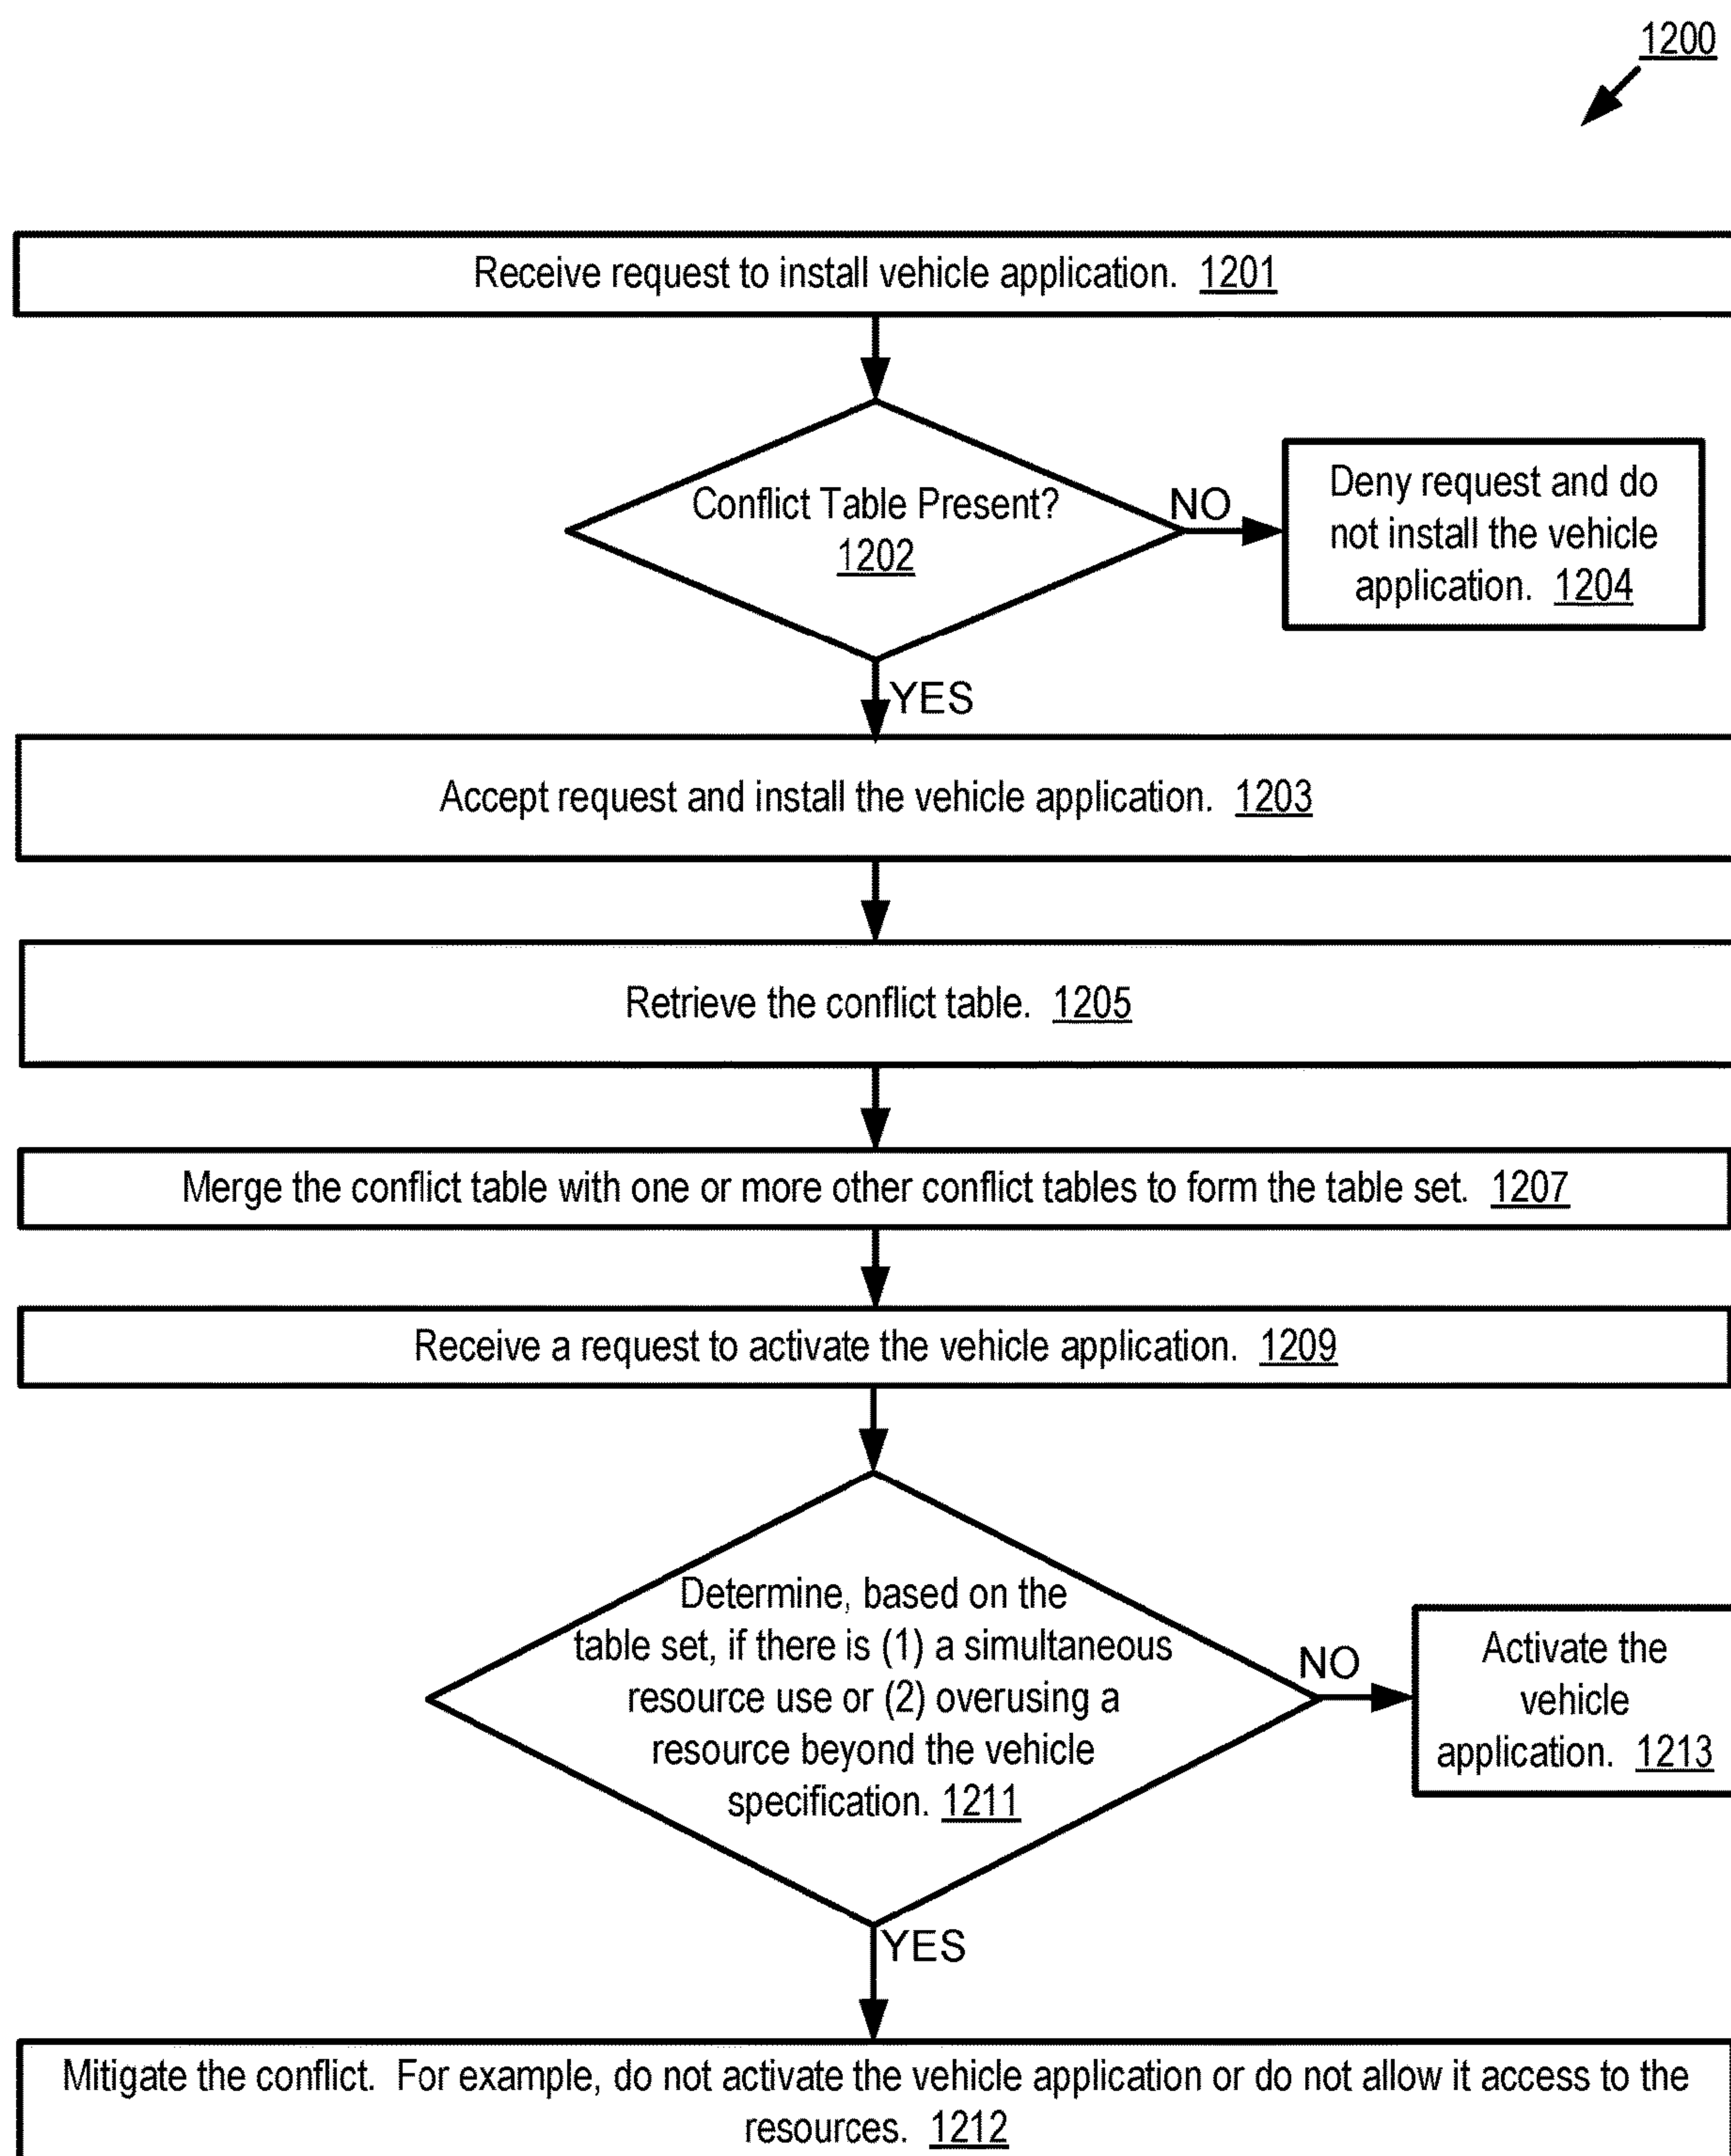 1200
Receive request to install vehicle application. 1201
Conflict Table Present?
1202
NO
Deny request and do
not install the vehicle
application. 1204
YES
Accept request and install the vehicle application. 1203
Retrieve the conflict table. 1205
Merge the conflict table with one or more other conflict tables to form the table set. 1207
Receive a request to activate the vehicle application. 1209
Determine, based on the
table set, if there is (1) a simultaneous
resource use or (2) overusing a
resource beyond the vehicle
specification. 1211
NO
Activate the
vehicle
application. 1213
YES
Mitigate the conflict. For example, do not activate the vehicle application or do not allow it access to the
resources. 1212